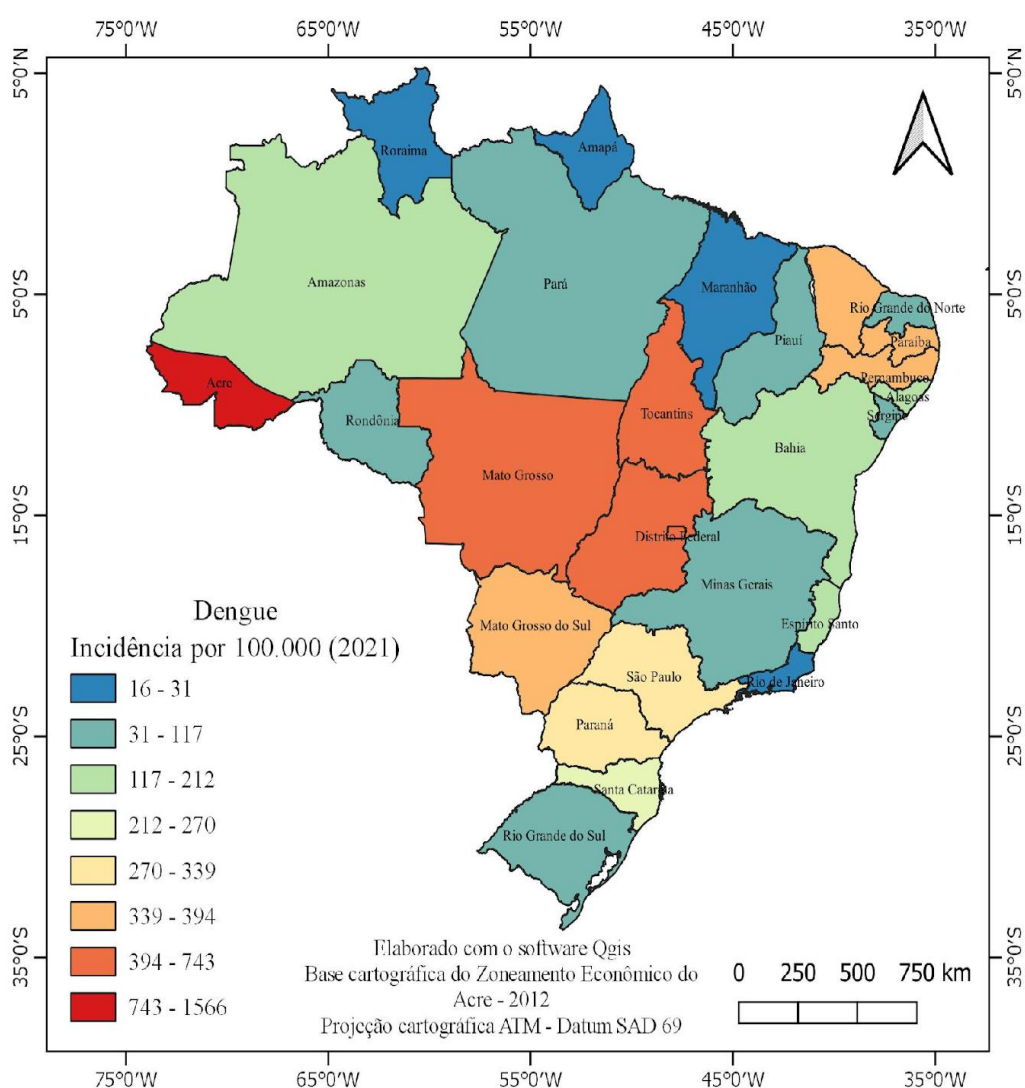 75°0'W 65°0'W 55°0'W 45°0'W 35°0'W
5°0'N 5°0'N
Roraima
Amapá
Amazonas
Pará
5°0'S 5°0'S
Maranhão
Rio Grande do Norte
Piauí
Paraíba
Pernambuco
Acre
Alagoas
Tocantins
Sergipe
Rondônia
Bahia
Mato Grosso
15°0'S 15°0'S
Distrito Federal
Minas Gerais
Mato Grosso do Sul
Espirito Santo
São Paulo
Rio de Janeiro
Paraná
25°0'S 25°0'S
Santa Catarina
Rio Grande do Sul
Dengue
Incidência por 100.000 (2021)
16 - 31
31 - 117
117 - 212
212 - 270
270 - 339
339 - 394
394 - 743
743 - 1566
Elaborado com o software Qgis
Base cartográfica do Zoneamento Econômico do
Acre - 2012
Projeção cartográfica ATM - Datum SAD 69
0 250 500 750 km
35°0'S 35°0'S
75°0'W 65°0'W 55°0'W 45°0'W 35°0'W